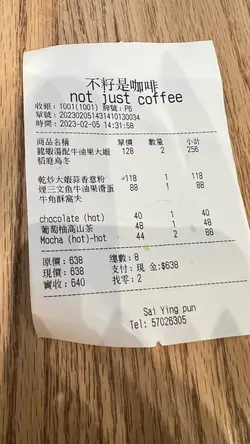 不籽是咖啡
not just coffee
收銀：1001(1001) 牌號：P6
單號：202302051431410130034
時間：2023-02-05 14:31:58
商品名稱 單價 數量 小計
龍蝦湯配牛油果大蝦 128 2 256
稻庭烏冬
乾炒大蝦蒜香意粉 118 1 118
煙三文魚牛油果滑蛋 88 1 88
牛角酥窩夫
chocolate (hot) 40 1 40
葡萄柚高山茶 48 1 48
Mocha (hot)-hot 44 2 88
原價：638 總數：8
現價：638 支付：現 金:$638
實收：640 找零：2
Sai Ying pun
Tel: 57026305